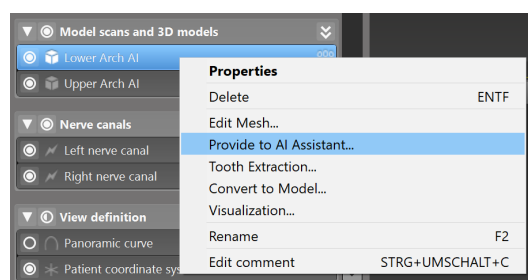 Model scans and 3D models
Lower Arch AI
Upper Arch AI
Nerve canals
Left nerve canal
Right nerve canal
View definition
Panoramic curve
Patient coordinate sys
Properties
Delete ENTF
Edit Mesh...
Provide to AI Assistant...
Tooth Extraction...
Convert to Model...
Visualization...
Rename F2
Edit comment STRG+UMSCHALT+C